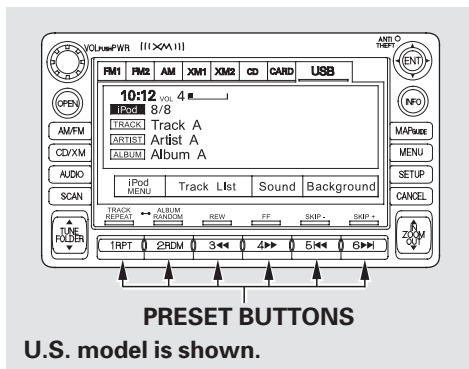 VOL PUSH PWR ((( XM )))
ANTI THEFT
FM1 FM2 AM XM1 XM2 CD CARD USB
ENT
OPEN
10:12 VOL 4
iPod 8/8
TRACK Track A
ARTIST Artist A
ALBUM Album A
INFO
AM/FM
MAP GUIDE
CD/XM
MENU
AUDIO
iPod MENU Track LIst Sound Background
SETUP
SCAN
CANCEL
TRACK REPEAT ALBUM RANDOM REW FF SKIP - SKIP +
TUNE FOLDER
IN ZOOM OUT
1RPT 2RDM 3◀◀ 4▶▶ 5|◀◀ 6▶▶|
PRESET BUTTONS
U.S. model is shown.